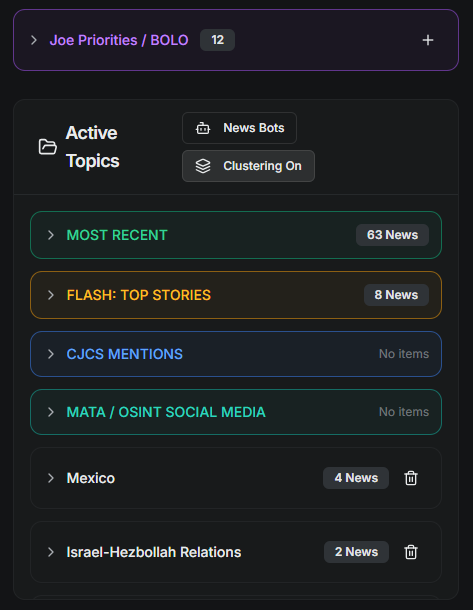 Joe Priorities / BOLO 12
Active
Topics
News Bots
Clustering On
MOST RECENT 63 News
FLASH: TOP STORIES 8 News
CJCS MENTIONS No items
MATA / OSINT SOCIAL MEDIA No items
Mexico 4 News
Israel-Hezbollah Relations 2 News